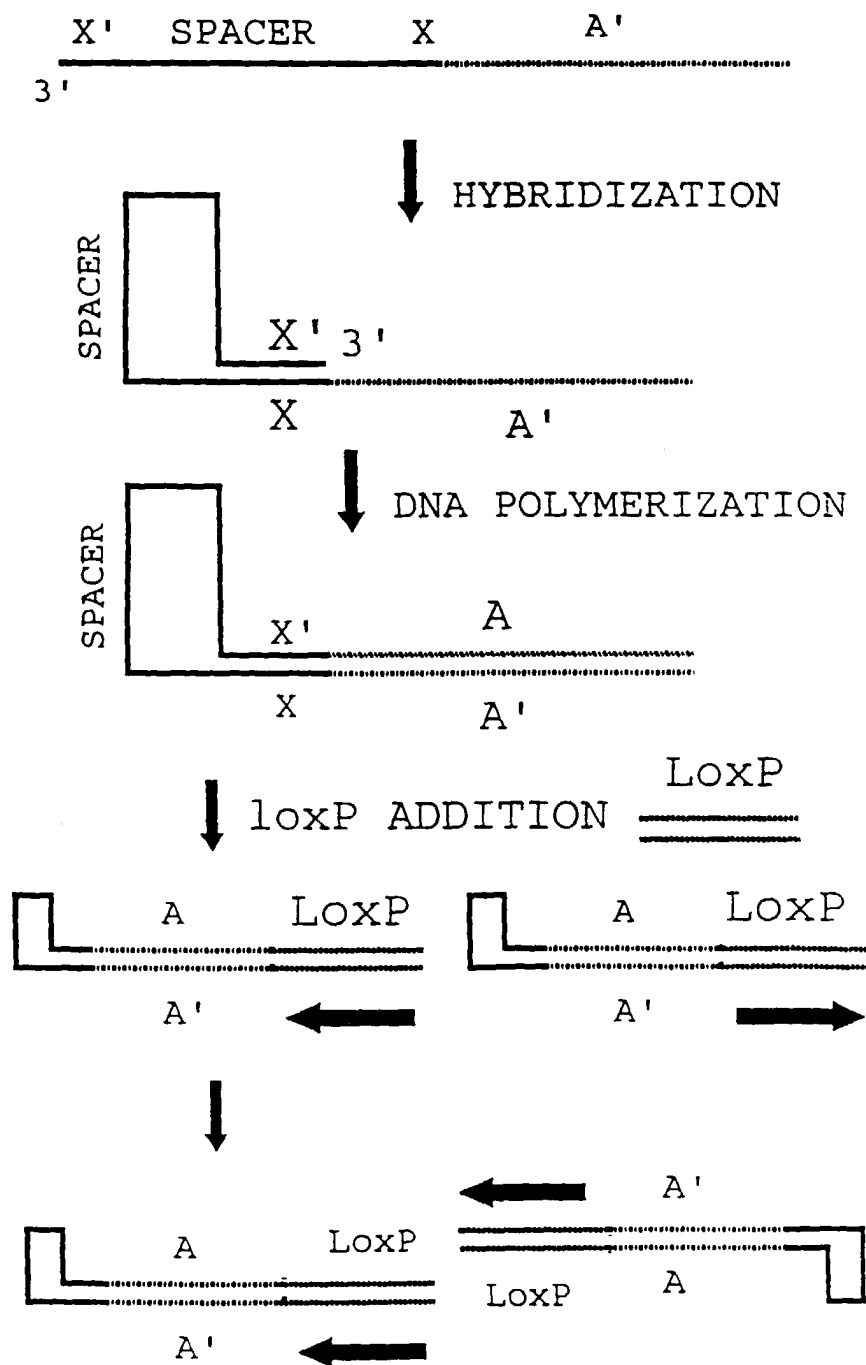 X' SPACER X A'
3'
HYBRIDIZATION
SPACER
X' 3'
X A'
DNA POLYMERIZATION
SPACER
X' A
X A'
LoxP
loxP ADDITION
A LoxP A LoxP
A' A'
A'
A LoxP
LoxP A
A'